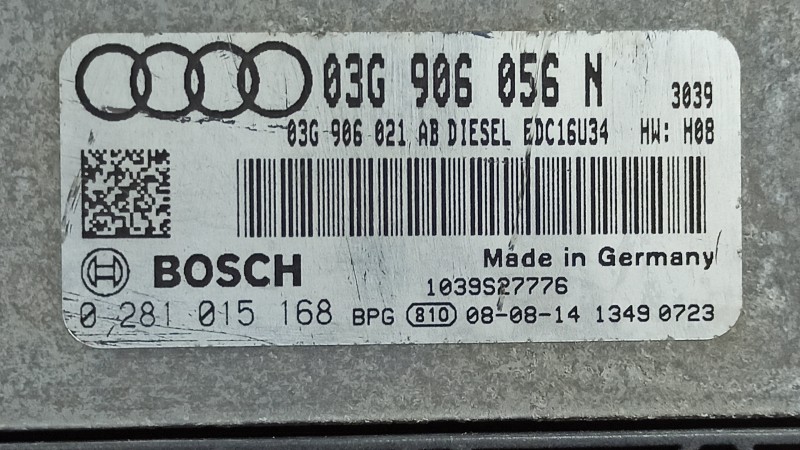 03G 906 056 N 3039
03G 906 021 AB DIESEL EDC16U34 HW: H08
BOSCH
Made in Germany
1039S27776
0 281 015 168 BPG 810 08-08-14 1349 0723